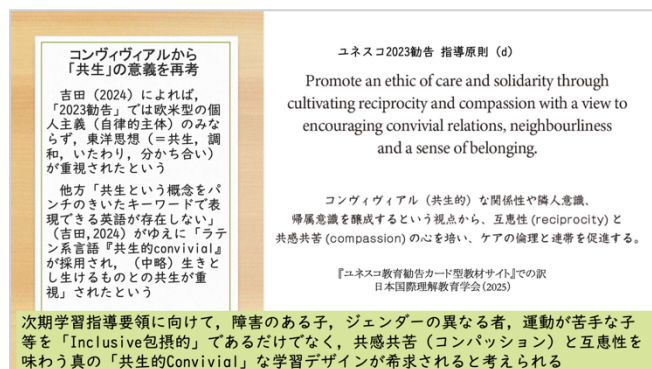 コンヴィヴィアルから
「共生」の意義を再考
吉田（2024）によれば，
「2023勧告」では欧米型の個
人主義（自律的主体）のみな
らず，東洋思想（＝共生，調
和，いたわり，分かち合い）
が重視されたという
他方「共生という概念をパ
ンチのきいたキーワードで表
現できる英語が存在しない」
（吉田,2024）がゆえに「ラテ
ン系言語『共生的convivial』
が採用され，（中略）生きと
し生けるものとの共生が重
視」されたという
ユネスコ2023勧告 指導原則（d）
Promote an ethic of care and solidarity through
cultivating reciprocity and compassion with a view to
encouraging convivial relations, neighbourliness
and a sense of belonging.
コンヴィヴィアル（共生的）な関係性や隣人意識、
帰属意識を醸成するという視点から、互恵性 (reciprocity) と
共感共苦 (compassion) の心を培い、ケアの倫理と連帯を促進する。
『ユネスコ教育勧告カード型教材サイト』での訳
日本国際理解教育学会（2025）
次期学習指導要領に向けて，障害のある子，ジェンダーの異なる者，運動が苦手な子
等を「Inclusive包摂的」であるだけでなく，共感共苦（コンパッション）と互恵性を
味わう真の「共生的Convivial」な学習デザインが希求されると考えられる